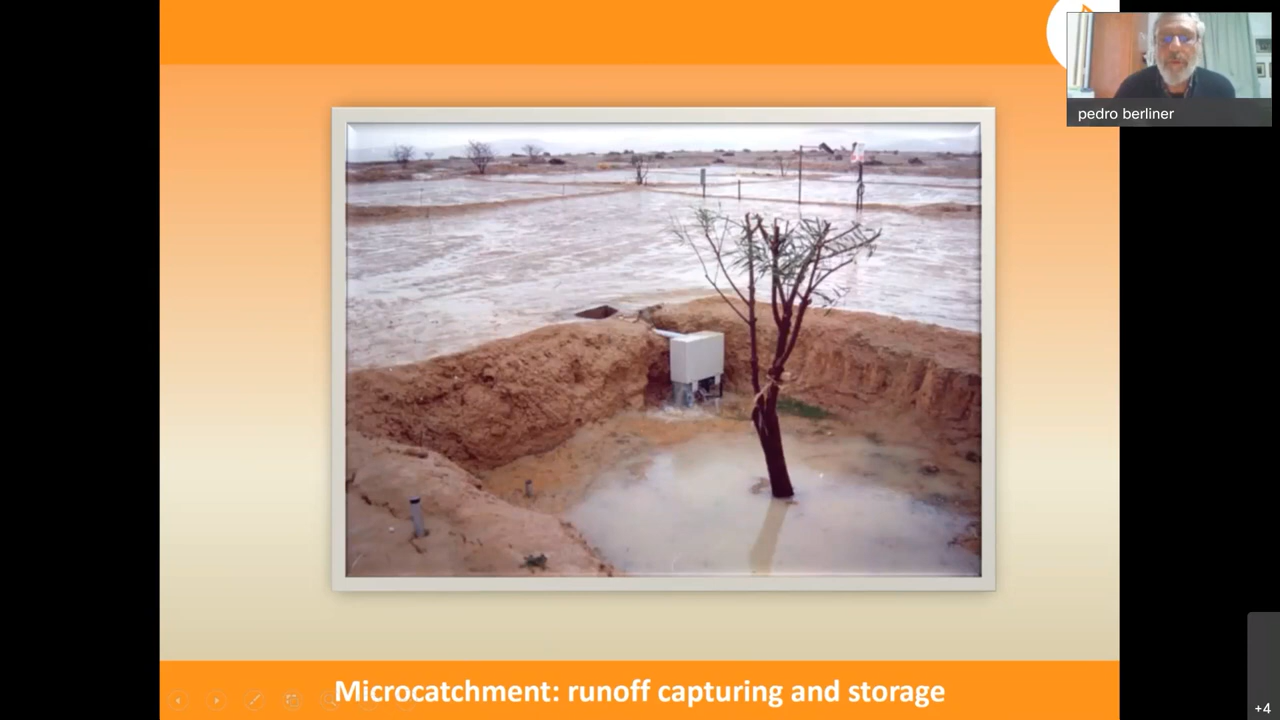 pedro berliner
Microcatchment: runoff capturing and storage
+4